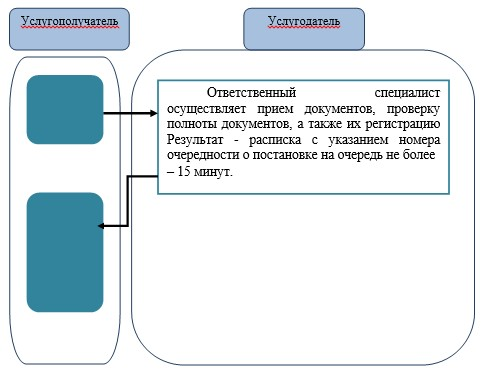 Услугополучатель
Услугодатель
Ответственный специалист
осуществляет прием документов, проверку
полноты документов, а также их регистрацию
Результат - расписка с указанием номера
очередности о постановке на очередь не более
– 15 минут.